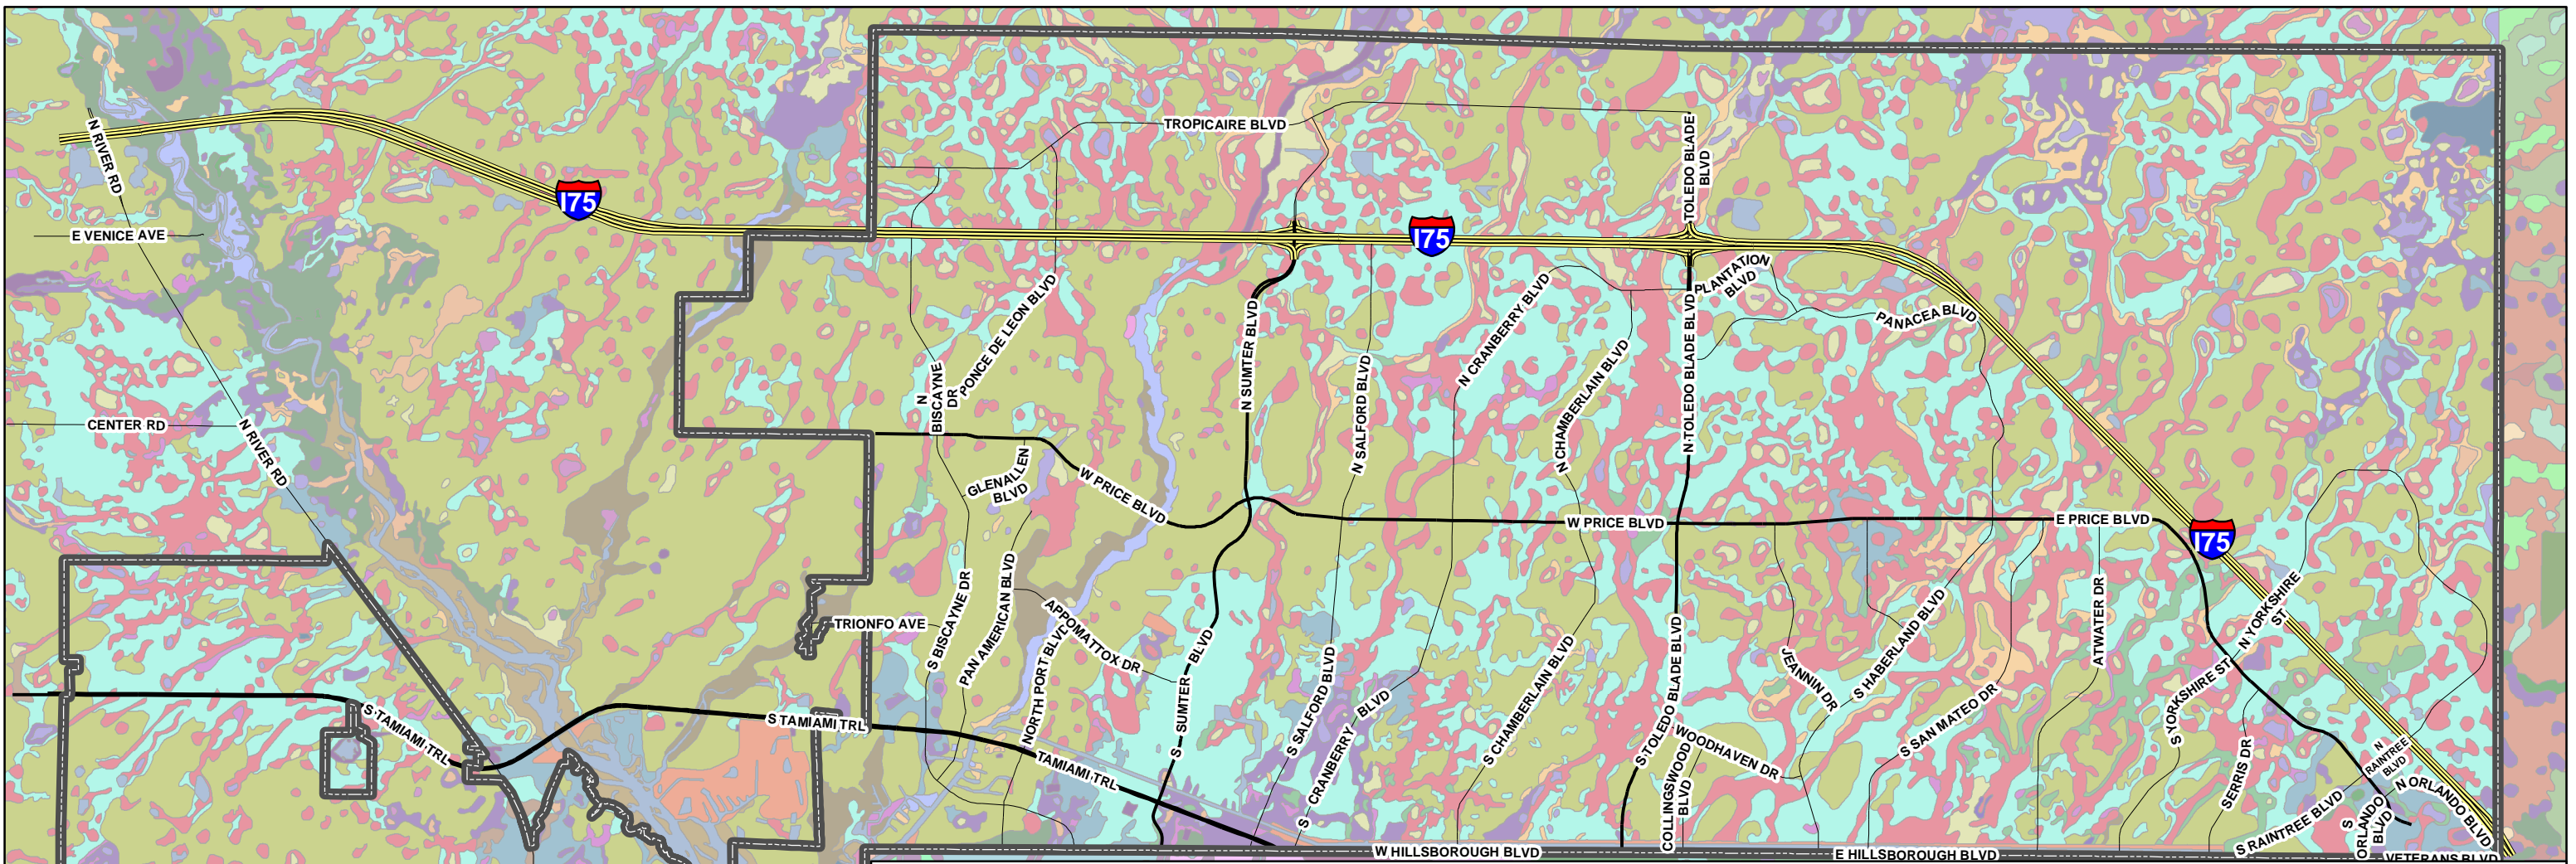 TROPICAIRE BLVD
N RIVER RD
TOLEDO BLADE
BLVD
I75
E VENICE AVE
I75
PLANTATION
BLVD
PONCE DE LEON BLVD
N SUMTER BLVD
N CRANBERRY BLVD
N TOLEDO BLADE BLVD
PANACEA BLVD
N
BISCAYNE
DR
N SALFORD BLVD
N CHAMBERLAIN BLVD
CENTER RD
N RIVER RD
GLENALLEN
BLVD
W PRICE BLVD
W PRICE BLVD
E PRICE BLVD
I75
S BISCAYNE DR
PAN AMERICAN BLVD
APPOMATTOX DR
TRIONFO AVE
NORTH PORT BLVD
S SUMTER BLVD
S SALFORD BLVD
S CRANBERRY BLVD
S CHAMBERLAIN BLVD
S TOLEDO BLADE BLVD
COLLINGSWOOD
BLVD
WOODHAVEN DR
JEANNIN DR
S HABERLAND BLVD
S SAN MATEO DR
ATWATER DR
N YORKSHIRE
ST
S YORKSHIRE ST
SERRIS DR
S TAMIAMI TRL
S TAMIAMI TRL
TAMIAMI TRL
N
RAINTREE
BLVD
N ORLANDO BLVD
S RAINTREE BLVD
S
ORLANDO
BLVD
W HILLSBOROUGH BLVD
E HILLSBOROUGH BLVD
VETERANS BLVD